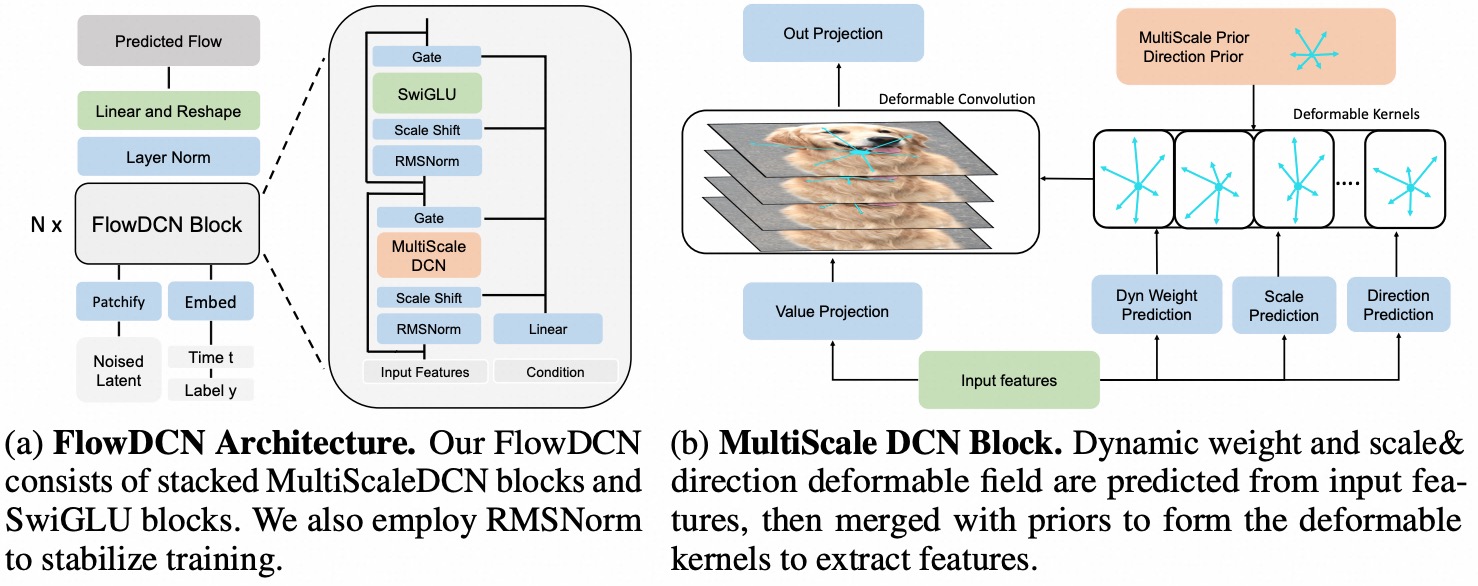 Predicted Flow
Linear and Reshape
Layer Norm
N x
FlowDCN Block
Patchify
Embed
Noised
Latent
Time t
Label y
Gate
SwiGLU
Scale Shift
RMSNorm
Gate
MultiScale
DCN
Scale Shift
RMSNorm
Linear
Input Features
Condition
(a) FlowDCN Architecture. Our FlowDCN
consists of stacked MultiScaleDCN blocks and
SwiGLU blocks. We also employ RMSNorm
to stabilize training.
Out Projection
MultiScale Prior
Direction Prior
Deformable Convolution
Deformable Kernels
....
Value Projection
Dyn Weight
Prediction
Scale
Prediction
Direction
Prediction
Input features
(b) MultiScale DCN Block. Dynamic weight and scale&
direction deformable field are predicted from input fea-
tures, then merged with priors to form the deformable
kernels to extract features.